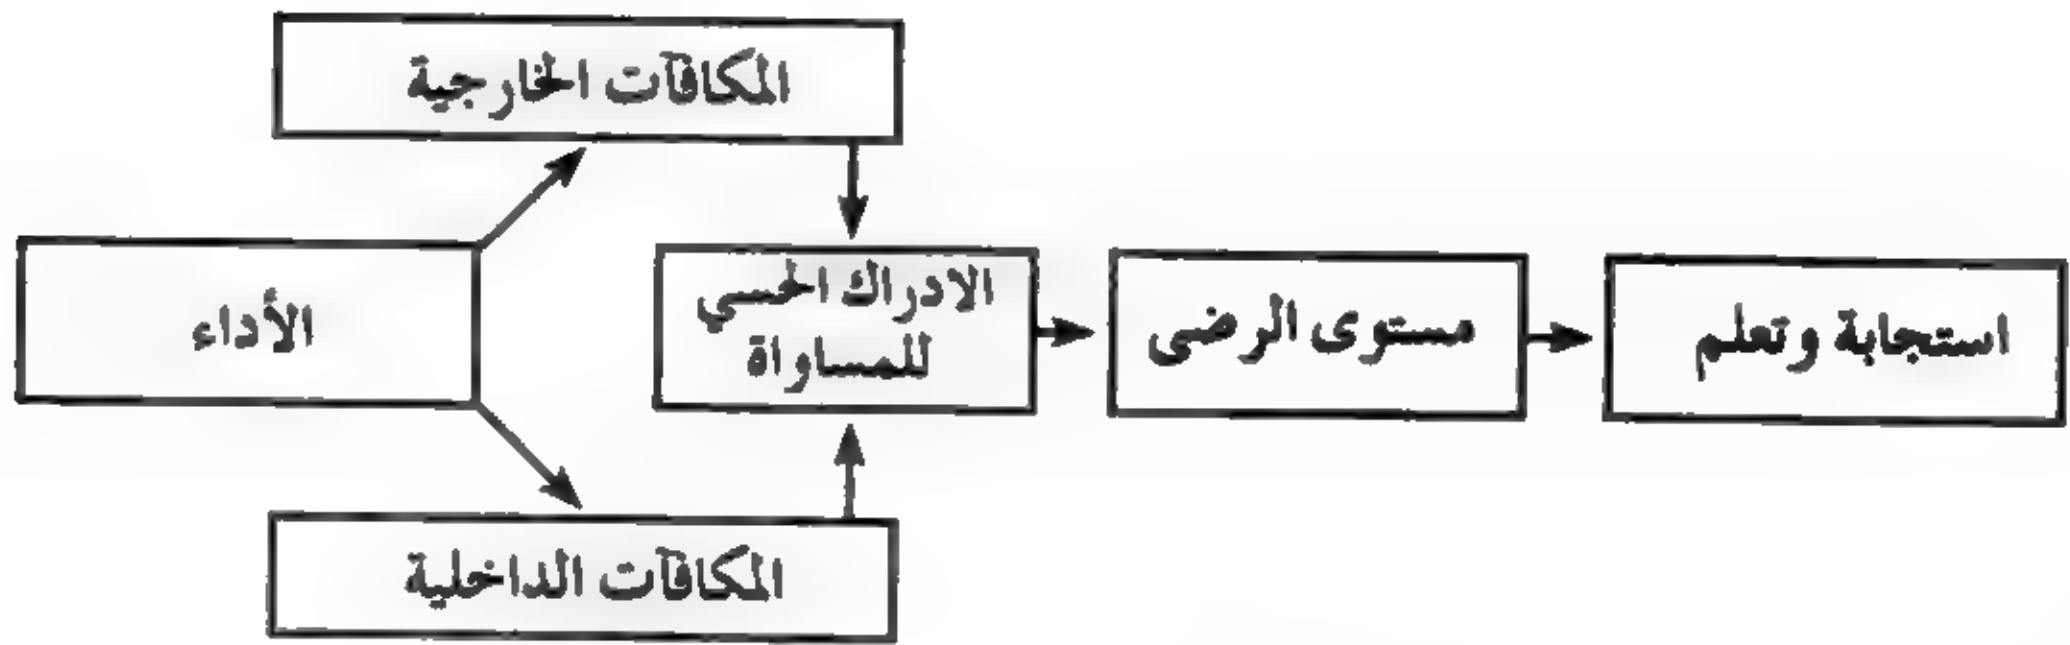 المكافآت الخارجية
الأداء
الادراك الحسي
للمساواة
مستوى الرضى
استجابة وتعلم
المكافآت الداخلية